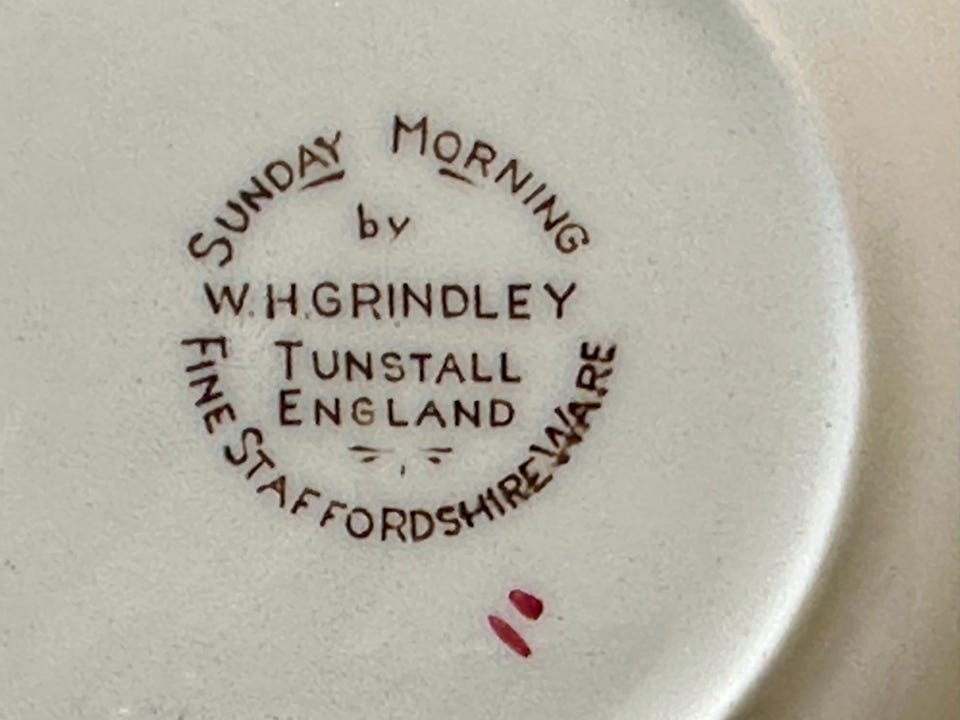 SUNDAY MORNING
by
W.H.GRINDLEY
TUNSTALL
ENGLAND
FINE STAFFORDSHIRE WARE